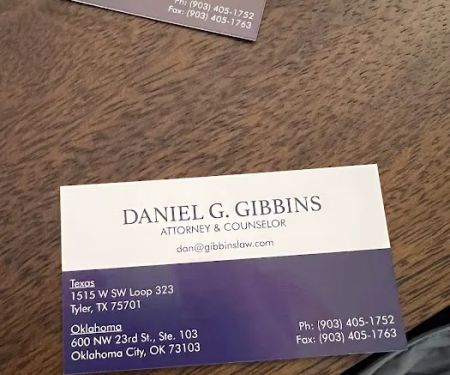 Ph: (903) 405-1752
Fax: (903) 405-1763
DANIEL G. GIBBINS
ATTORNEY & COUNSELOR
dan@gibbinslaw.com
Texas
1515 W SW Loop 323
Tyler, TX 75701
Oklahoma
600 NW 23rd St., Ste. 103
Oklahoma City, OK 73103
Ph: (903) 405-1752
Fax: (903) 405-1763